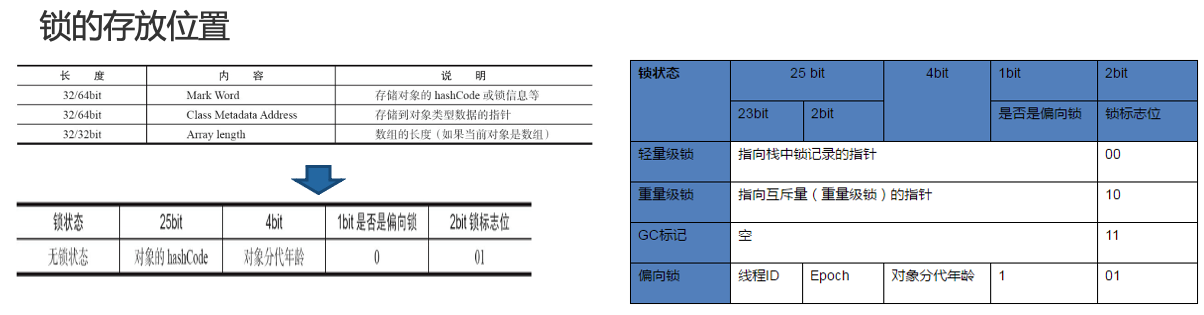 锁的存放位置
长 度 内 容 说 明
32/64bit Mark Word 存储对象的 hashCode 或锁信息等
32/64bit Class Metadata Address 存储到对象类型数据的指针
32/32bit Array length 数组的长度（如果当前对象是数组）
锁状态 25bit 4bit 1bit 是否是偏向锁 2bit 锁标志位
无锁状态 对象的 hashCode 对象分代年龄 0 01
锁状态 25 bit 4bit 1bit 2bit
23bit 2bit 是否是偏向锁 锁标志位
轻量级锁 指向栈中锁记录的指针 00
重量级锁 指向互斥量（重量级锁）的指针 10
GC标记 空 11
偏向锁 线程ID Epoch 对象分代年龄 1 01